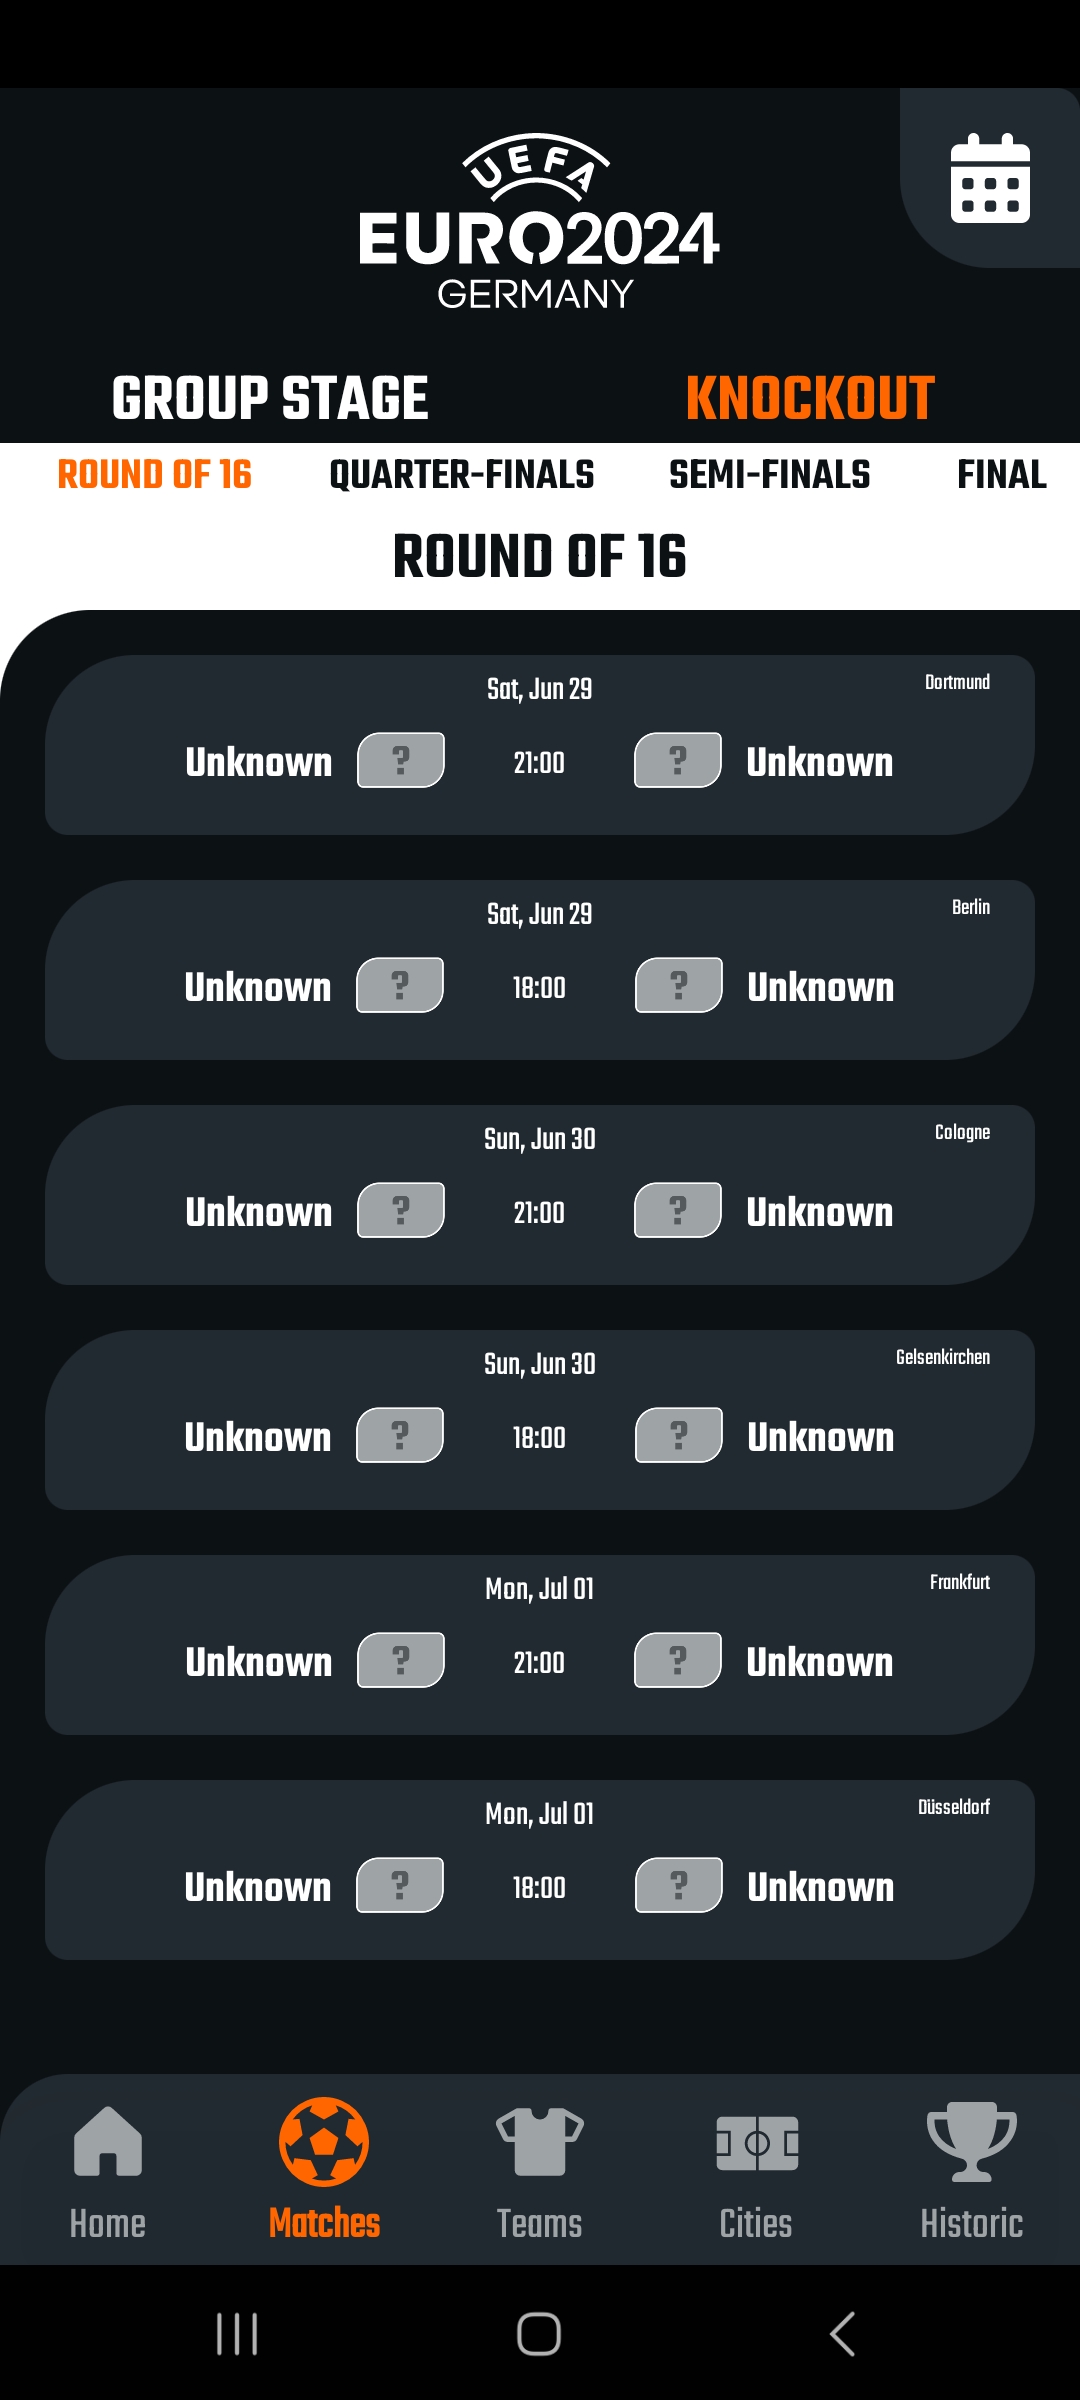 UEFA
EURO2024
GERMANY
GROUP STAGE KNOCKOUT
ROUND OF 16 QUARTER-FINALS SEMI-FINALS FINAL
ROUND OF 16
Sat, Jun 29 Dortmund
Unknown ? 21:00 ? Unknown
Sat, Jun 29 Berlin
Unknown ? 18:00 ? Unknown
Sun, Jun 30 Cologne
Unknown ? 21:00 ? Unknown
Sun, Jun 30 Gelsenkirchen
Unknown ? 18:00 ? Unknown
Mon, Jul 01 Frankfurt
Unknown ? 21:00 ? Unknown
Mon, Jul 01 Düsseldorf
Unknown ? 18:00 ? Unknown
Home Matches Teams Cities Historic